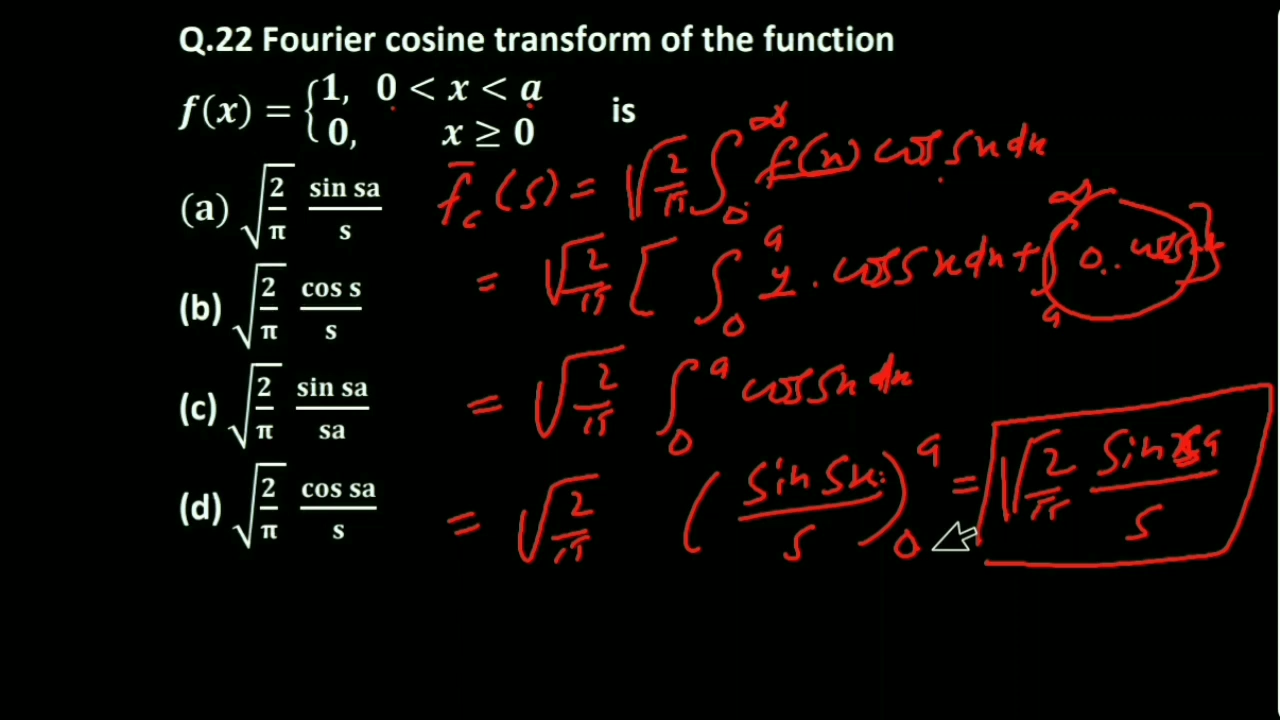 Q.22 Fourier cosine transform of the function
f(x) = {1, 0 < x < a
0, x ≥ 0 is
(a) √(2/π) sin sa / s
(b) √(2/π) cos s / s
(c) √(2/π) sin sa / sa
(d) √(2/π) cos sa / s
f̄c(s) = √(2/π) ∫₀^∞ f(x) cos sx dx
= √(2/π) [ ∫₀^a 1 . cos sx dx + ∫ₐ^∞ 0 . cos
= √(2/π) ∫₀^a cos sx dx
= √(2/π) (sin sx / s)₀^a = √(2/π) sin sa / s